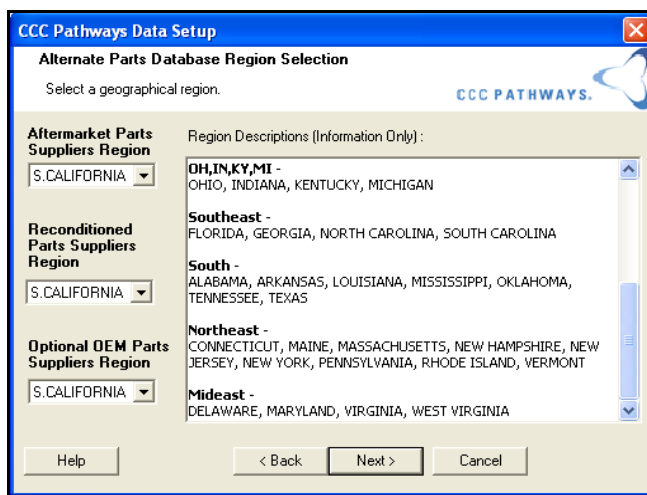 CCC Pathways Data Setup
Alternate Parts Database Region Selection
Select a geographical region.
CCC PATHWAYS.
Aftermarket Parts
Suppliers Region
S.CALIFORNIA
Reconditioned
Parts Suppliers
Region
S.CALIFORNIA
Optional OEM Parts
Suppliers Region
S.CALIFORNIA
Region Descriptions (Information Only) :
OH,IN,KY,MI -
OHIO, INDIANA, KENTUCKY, MICHIGAN
Southeast -
FLORIDA, GEORGIA, NORTH CAROLINA, SOUTH CAROLINA
South -
ALABAMA, ARKANSAS, LOUISIANA, MISSISSIPPI, OKLAHOMA,
TENNESSEE, TEXAS
Northeast -
CONNECTICUT, MAINE, MASSACHUSETTS, NEW HAMPSHIRE, NEW
JERSEY, NEW YORK, PENNSYLVANIA, RHODE ISLAND, VERMONT
Mideast -
DELAWARE, MARYLAND, VIRGINIA, WEST VIRGINIA
Help
< Back
Next >
Cancel